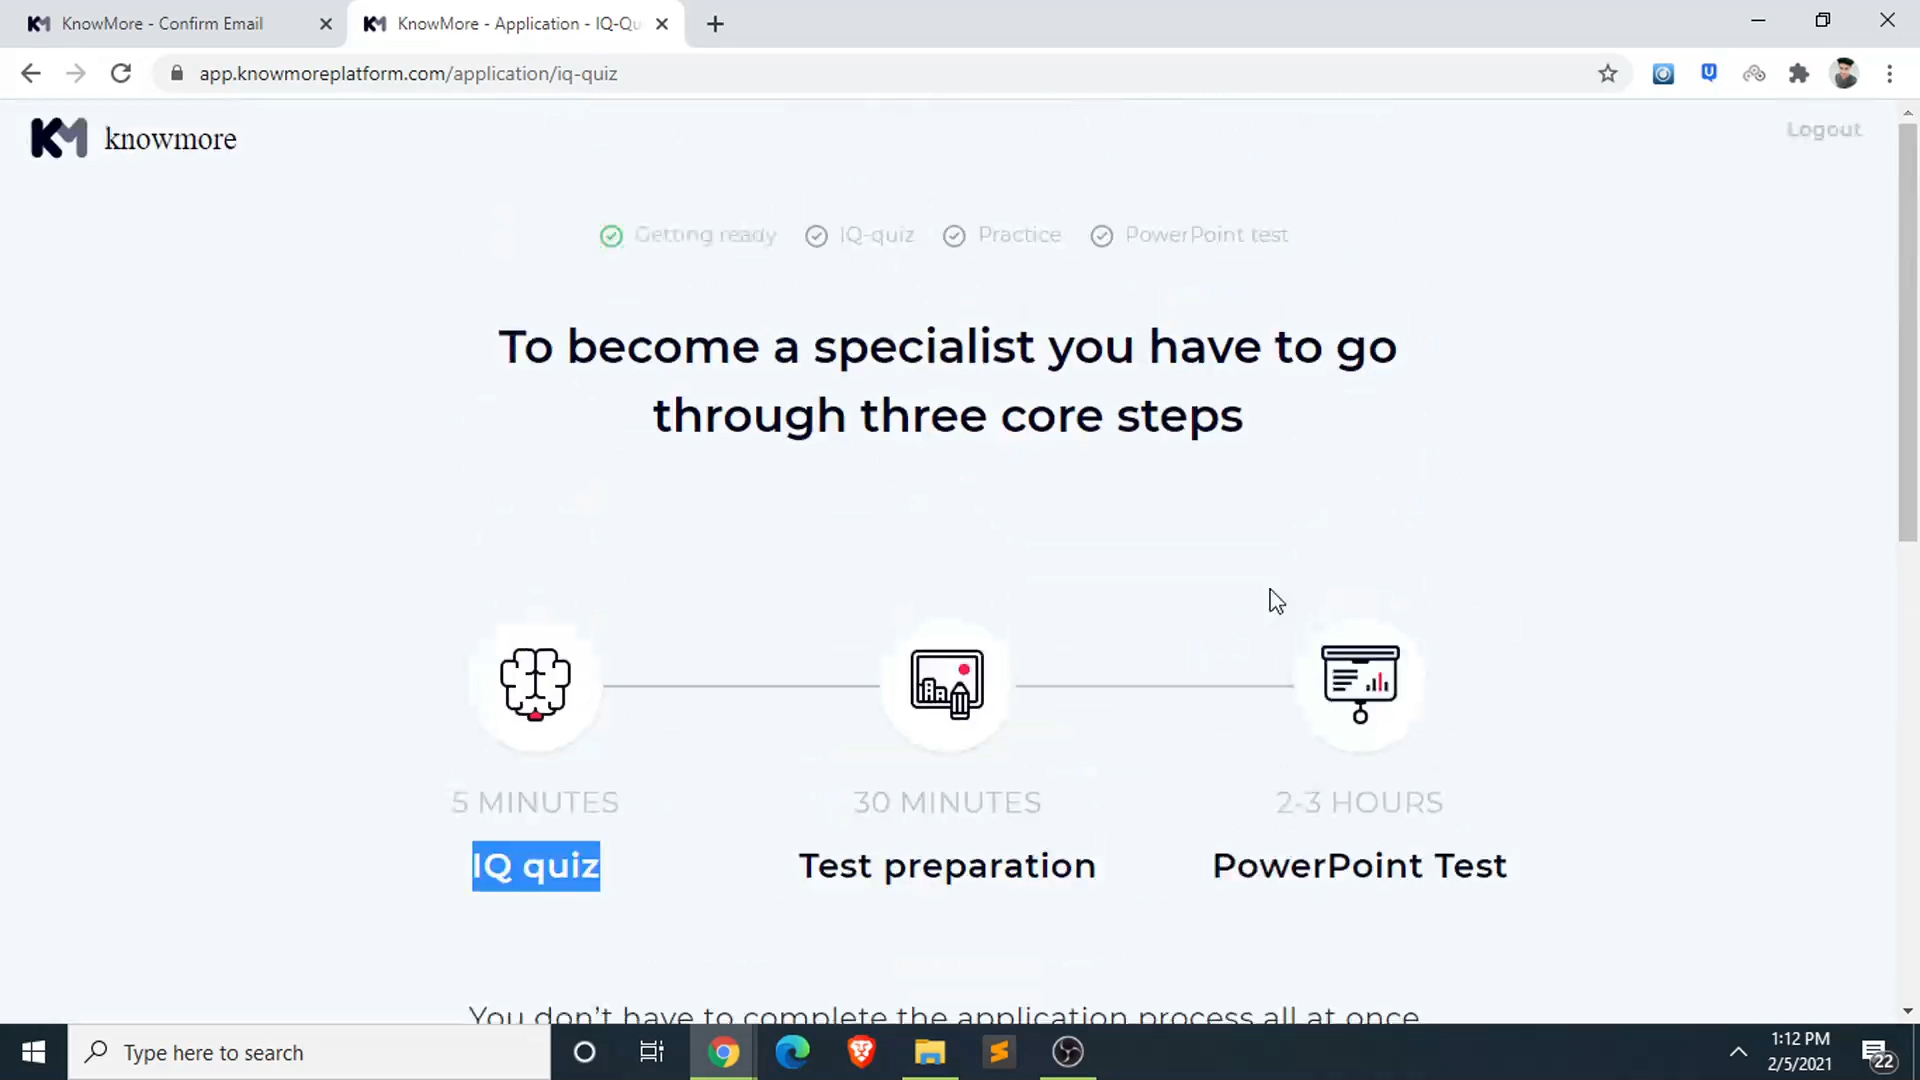 KnowMore - Confirm Email
KnowMore - Application - IQ-Qu
app.knowmoreplatform.com/application/iq-quiz
KM knowmore
Logout
Getting ready IQ-quiz Practice PowerPoint test
To become a specialist you have to go
through three core steps
5 MINUTES 30 MINUTES 2-3 HOURS
IQ quiz Test preparation PowerPoint Test
You don't have to complete the application process all at once
Type here to search
1:12 PM
2/5/2021
22